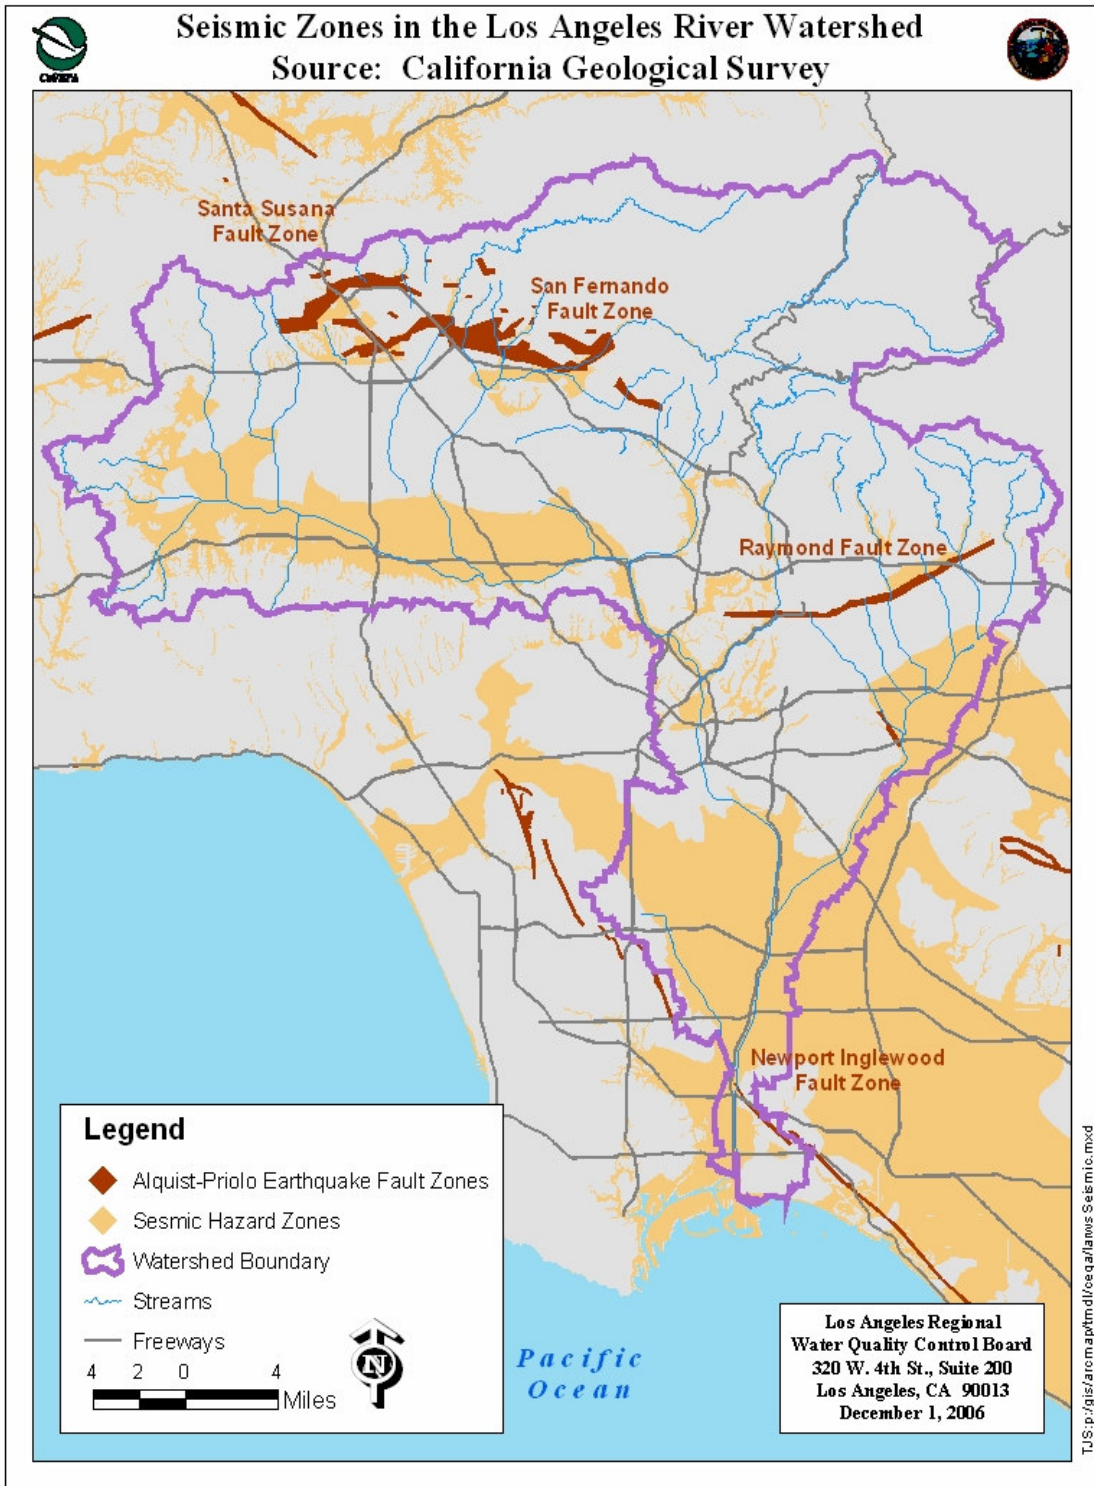 Seismic Zones in the Los Angeles River Watershed
Source: California Geological Survey
Santa Susana
Fault Zone
San Fernando
Fault Zone
Raymond Fault Zone
Newport Inglewood
Fault Zone
Legend
Alquist-Priolo Earthquake Fault Zones
Sesmic Hazard Zones
Watershed Boundary
Streams
Freeways
4 2 0 4
Miles
N
Pacific
Ocean
Los Angeles Regional
Water Quality Control Board
320 W. 4th St., Suite 200
Los Angeles, CA 90013
December 1, 2006
TJS:p:/gis/arcmap/tmdl/ceqa/larws Seismic.mxd